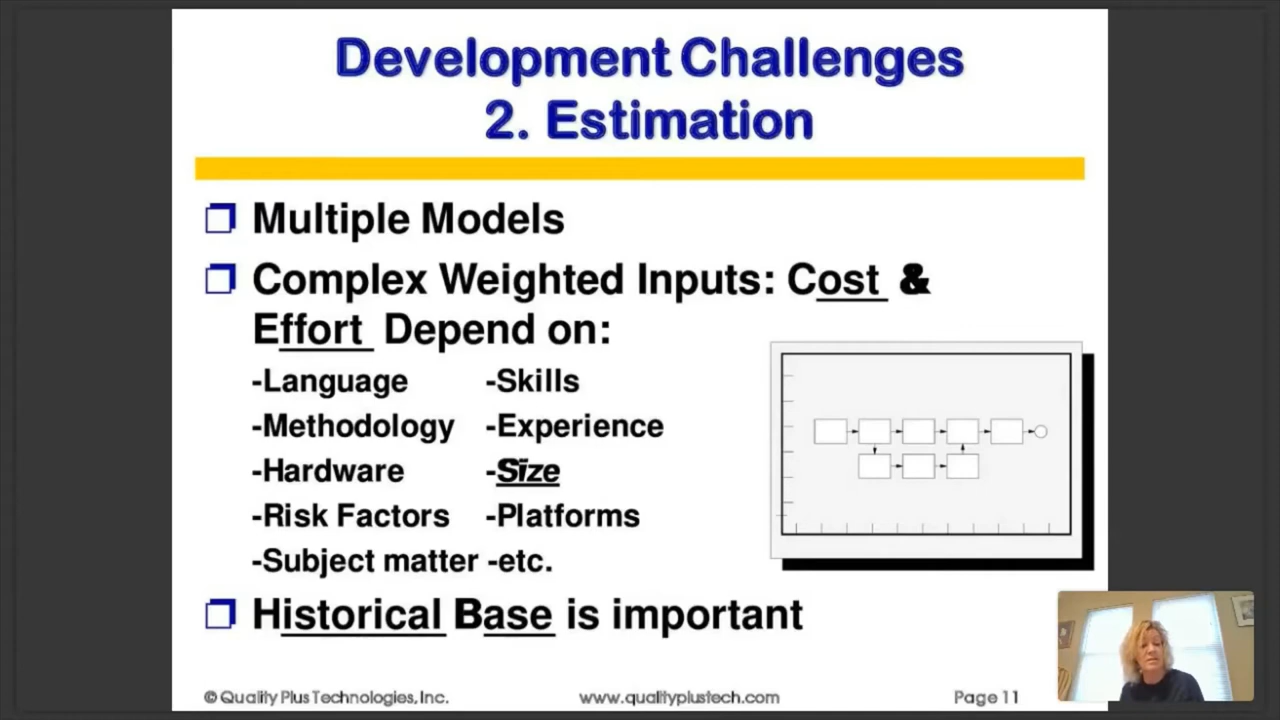 Development Challenges
2. Estimation
Multiple Models
Complex Weighted Inputs: Cost &
Effort Depend on:
-Language -Skills
-Methodology -Experience
-Hardware -Size
-Risk Factors -Platforms
-Subject matter -etc.
Historical Base is important
© Quality Plus Technologies, Inc. www.qualityplustech.com Page 11